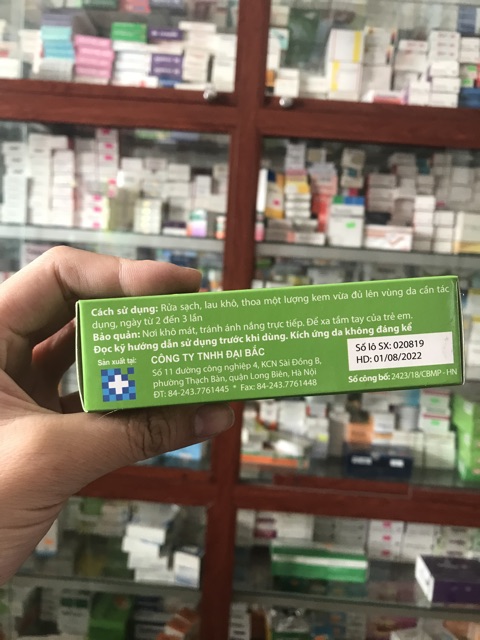 Cách sử dụng: Rửa sạch, lau khô, thoa một lượng kem vừa đủ lên vùng da cần tác
dụng, ngày từ 2 đến 3 lần
Bảo quản: Nơi khô mát, tránh ánh nắng trực tiếp. Để xa tầm tay của trẻ em.
Đọc kỹ hướng dẫn sử dụng trước khi dùng. Kích ứng da không đáng kể
Sản xuất tại:
CÔNG TY TNHH ĐẠI BẮC
Số 11 đường công nghiệp 4, KCN Sài Đồng B,
phường Thạch Bàn, quận Long Biên, Hà Nội
ĐT: 84-243.7761445 * Fax: 84-243.7761448
Số lô SX: 020819
HD: 01/08/2022
Số công bố: 2423/18/CBMP - HN